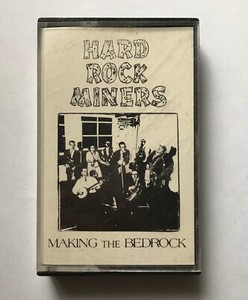 HARD
ROCK
MINERS
MAKING THE BEDROCK